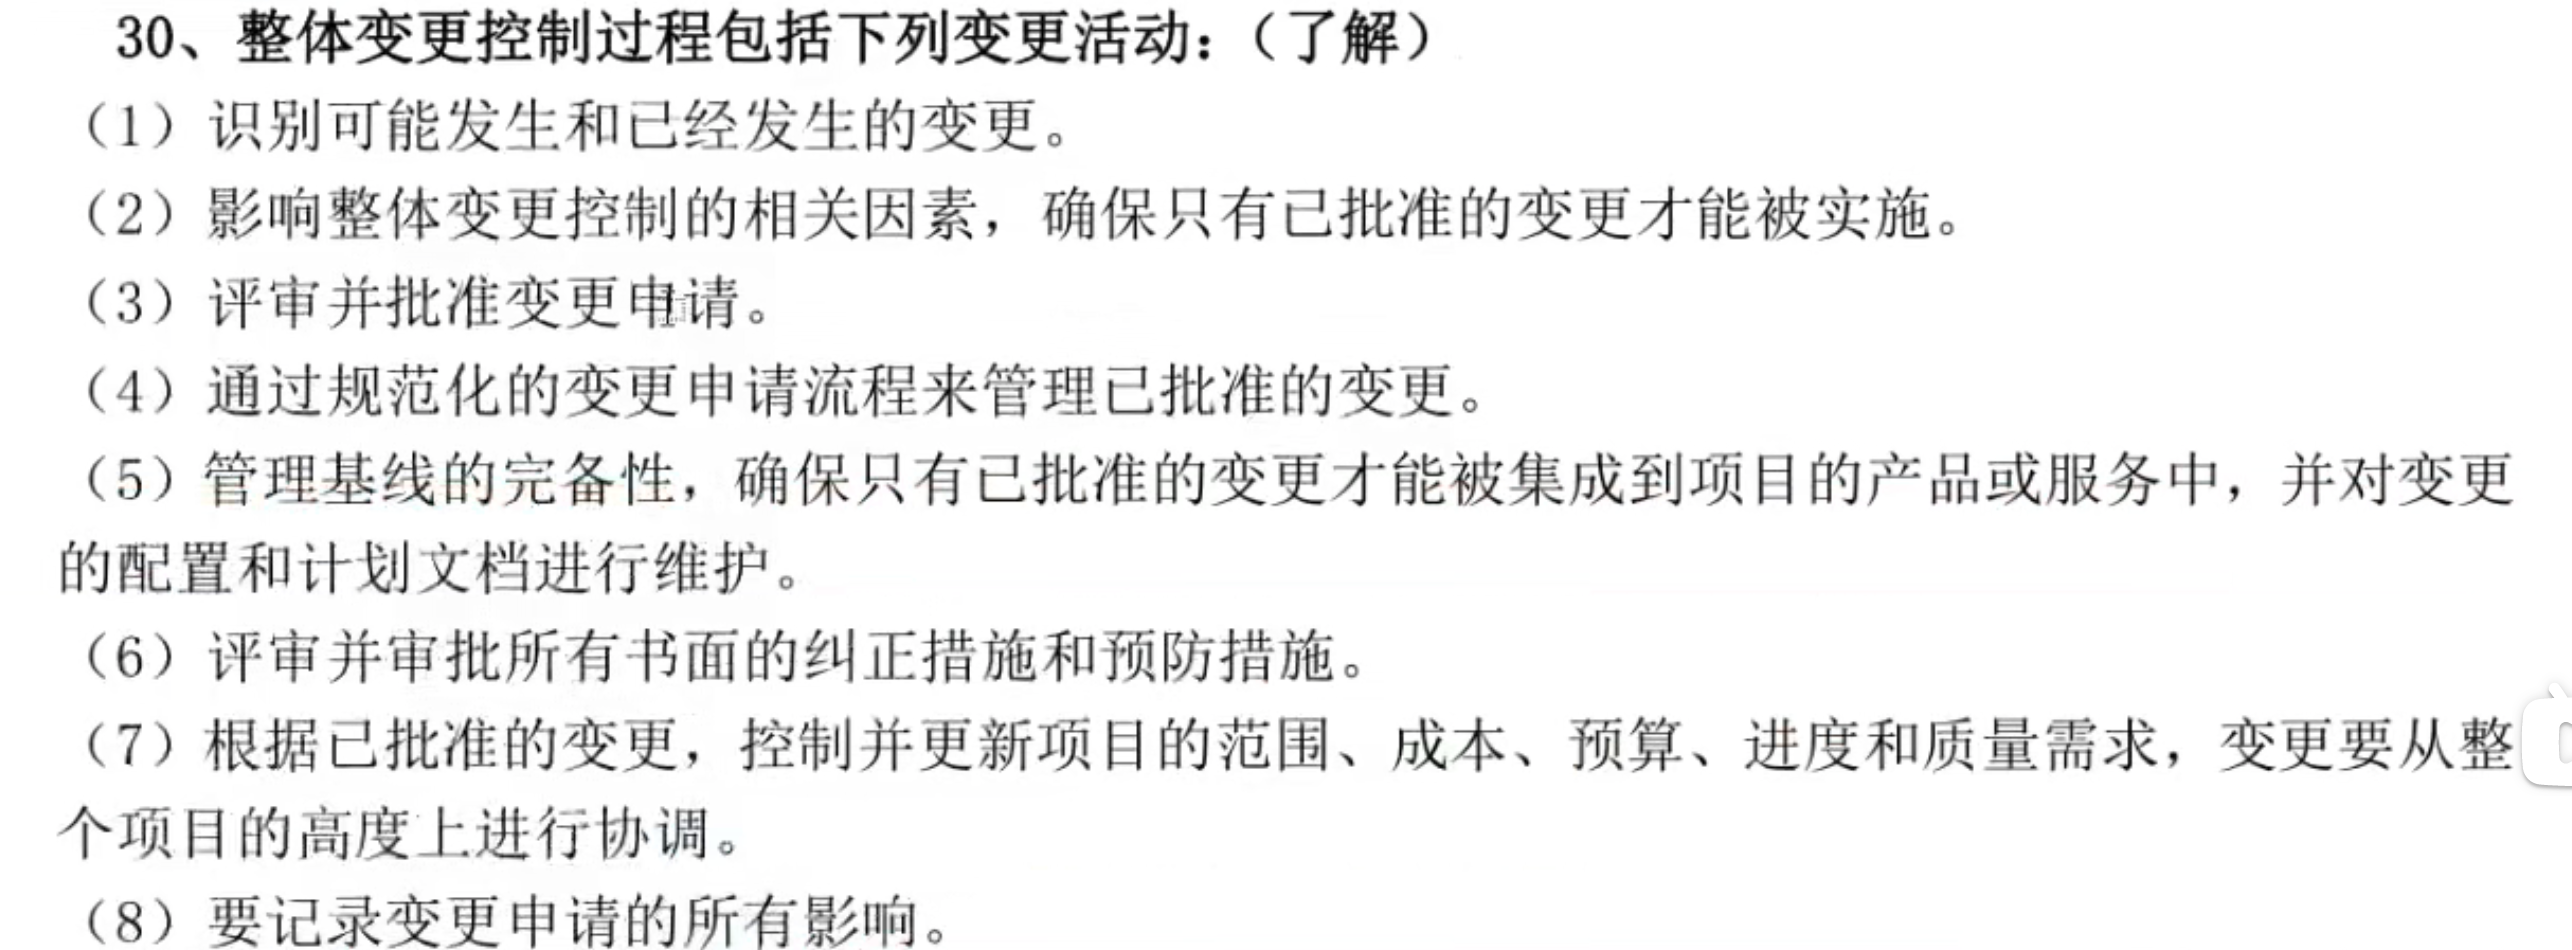 30、整体变更控制过程包括下列变更活动：（了解）
（1）识别可能发生和已经发生的变更。
（2）影响整体变更控制的相关因素，确保只有已批准的变更才能被实施。
（3）评审并批准变更申请。
（4）通过规范化的变更申请流程来管理已批准的变更。
（5）管理基线的完备性，确保只有已批准的变更才能被集成到项目的产品或服务中，并对变更
的配置和计划文档进行维护。
（6）评审并审批所有书面的纠正措施和预防措施。
（7）根据已批准的变更，控制并更新项目的范围、成本、预算、进度和质量需求，变更要从整
个项目的高度上进行协调。
（8）要记录变更申请的所有影响。